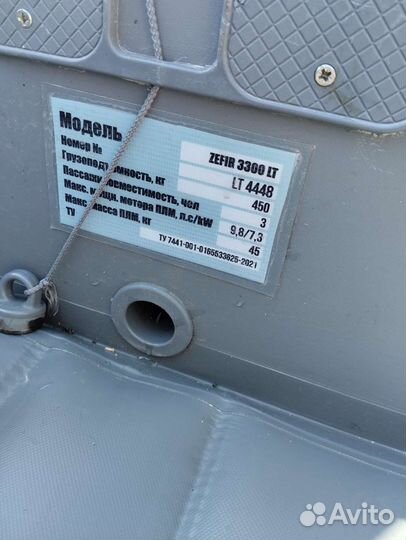 Модель ZEFIR 3300 LT
Номер № LT 4448
Грузоподъемность, кг 450
Пассажировместимость, чел 3
Макс. мощн. мотора ПЛМ, л.с/kW 9,8/7,3
Макс. масса ПЛМ, кг 45
ТУ ТУ 7441-001-0165533625-2021
Avito